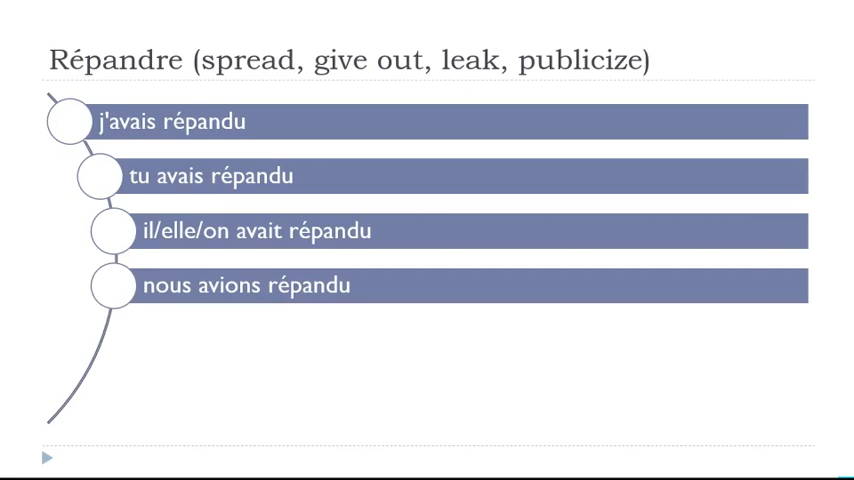 Répandre (spread, give out, leak, publicize)
j'avais répandu
tu avais répandu
il/elle/on avait répandu
nous avions répandu